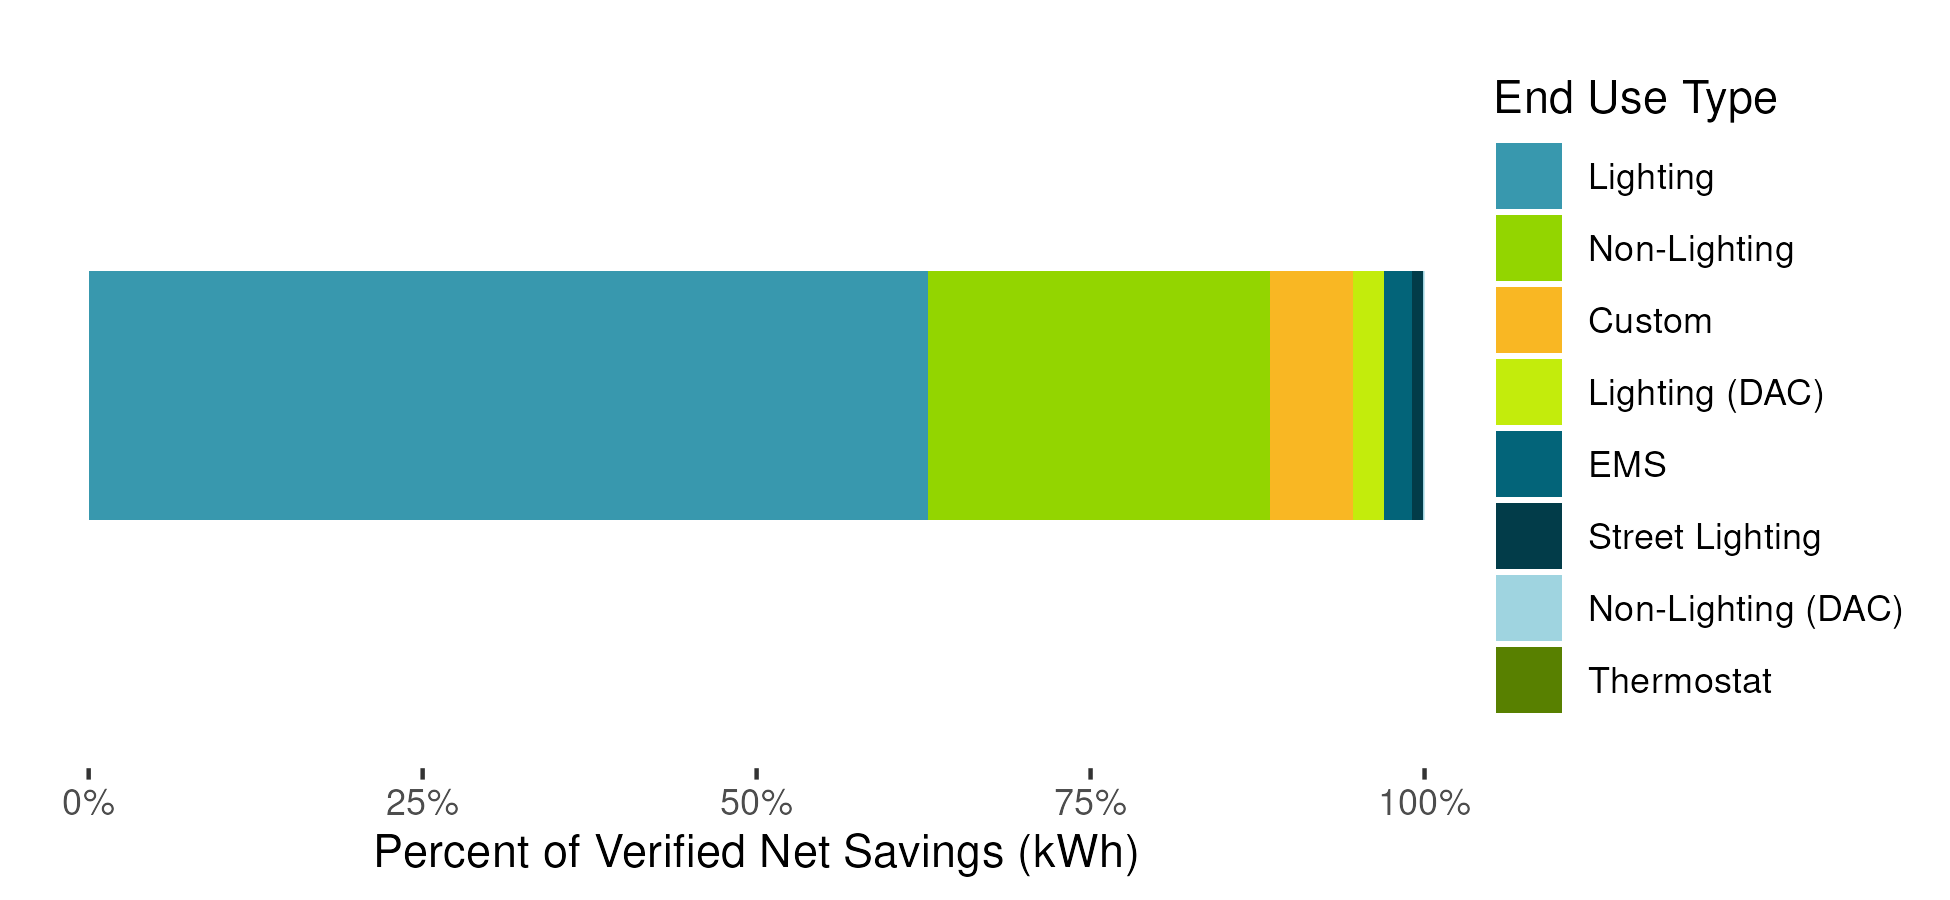 End Use Type
Lighting
Non-Lighting
Custom
Lighting (DAC)
EMS
Street Lighting
Non-Lighting (DAC)
Thermostat
0% 25% 50% 75% 100%
Percent of Verified Net Savings (kWh)